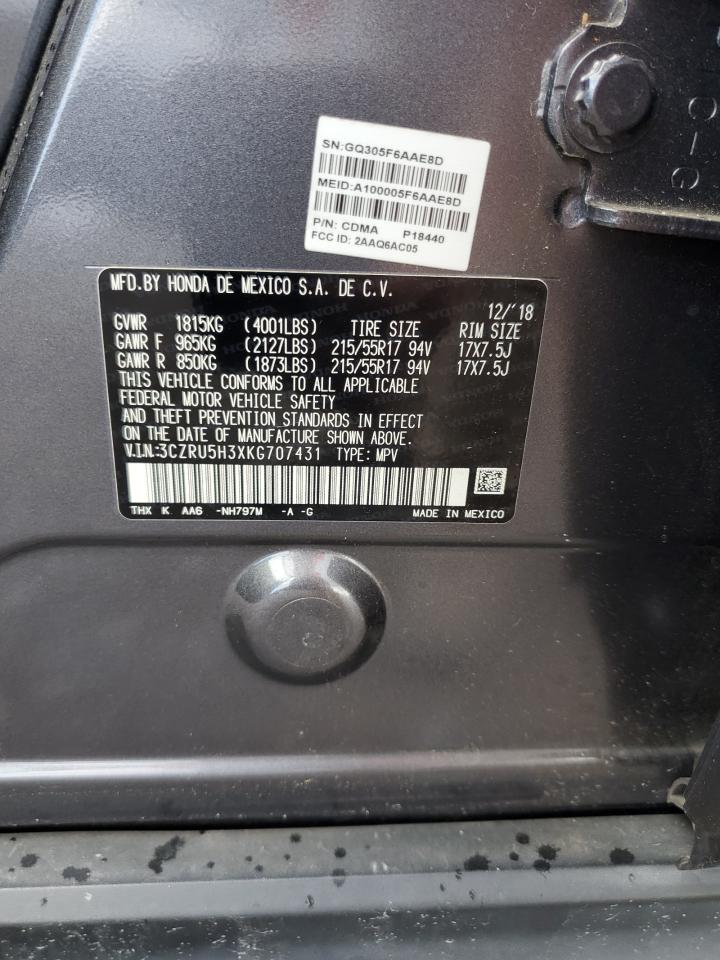 SN:GQ305F6AAE8D
MEID:A100005F6AAE8D
P/N: CDMA P18440
FCC ID: 2AAQ6AC05
MFD.BY HONDA DE MEXICO S.A. DE C.V.
12/'18
GVWR 1815KG (4001LBS) TIRE SIZE RIM SIZE
GAWR F 965KG (2127LBS) 215/55R17 94V 17X7.5J
GAWR R 850KG (1873LBS) 215/55R17 94V 17X7.5J
THIS VEHICLE CONFORMS TO ALL APPLICABLE
FEDERAL MOTOR VEHICLE SAFETY
AND THEFT PREVENTION STANDARDS IN EFFECT
ON THE DATE OF MANUFACTURE SHOWN ABOVE.
V.I.N:3CZRU5H3XKG707431 TYPE: MPV
THX K AA6 -NH797M -A -G MADE IN MEXICO